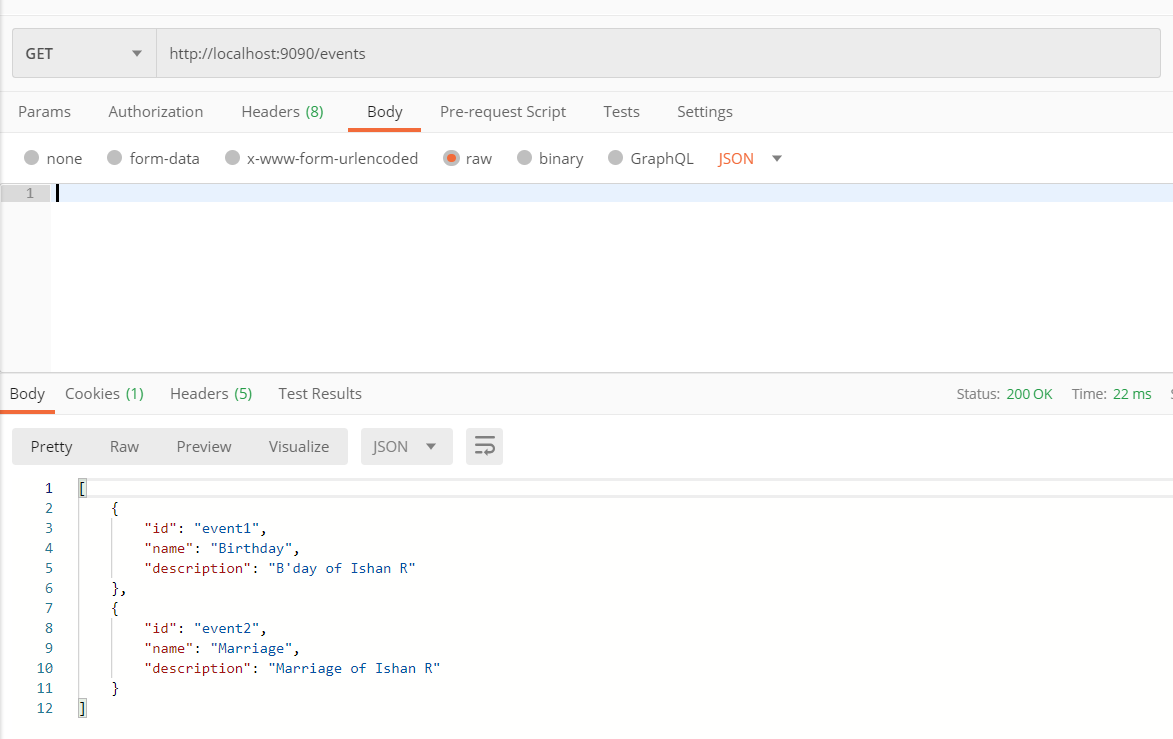 GET http://localhost:9090/events
Params Authorization Headers (8) Body Pre-request Script Tests Settings
none form-data x-www-form-urlencoded raw binary GraphQL JSON
1
Body Cookies (1) Headers (5) Test Results Status: 200 OK Time: 22 ms
Pretty Raw Preview Visualize JSON
1 [
2 {
3 "id": "event1",
4 "name": "Birthday",
5 "description": "B'day of Ishan R"
6 },
7 {
8 "id": "event2",
9 "name": "Marriage",
10 "description": "Marriage of Ishan R"
11 }
12 ]